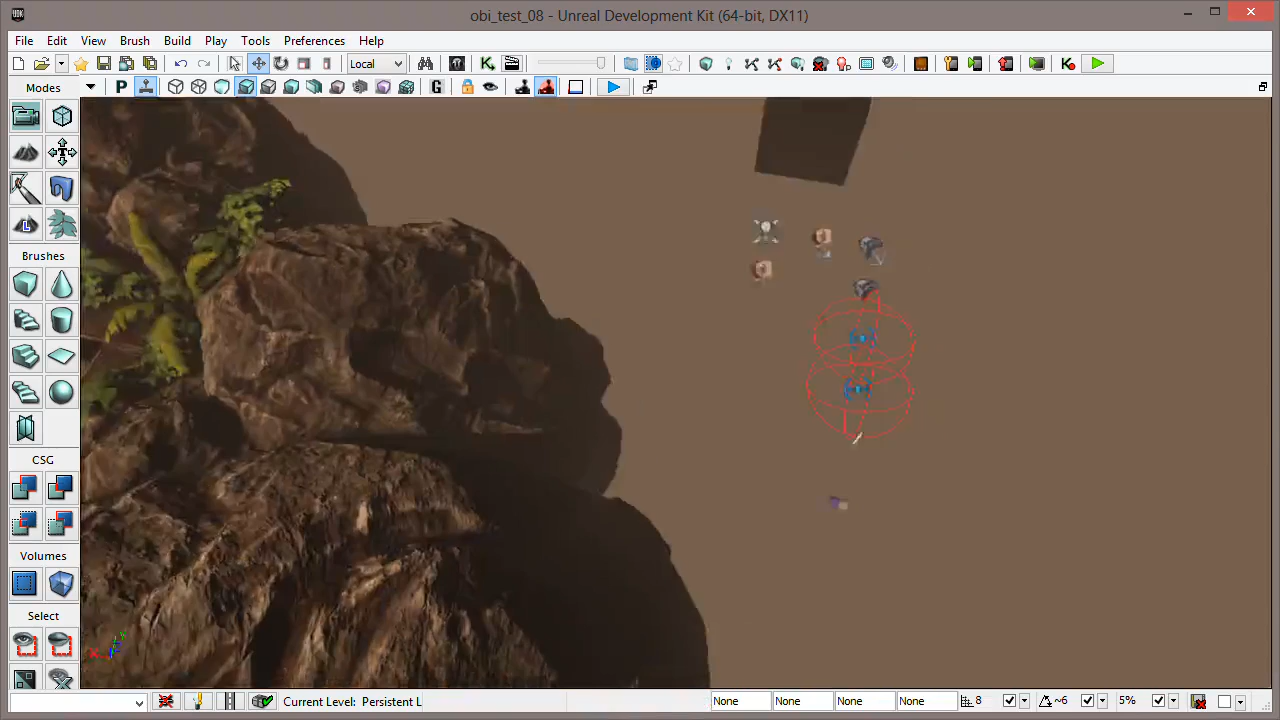 UDK
obi_test_08 - Unreal Development Kit (64-bit, DX11)
File Edit View Brush Build Play Tools Preferences Help
Local
Modes
P
G
L
Brushes
CSG
Volumes
Select
X
Y
Current Level: Persistent L
None None None None 8 ~6 5%